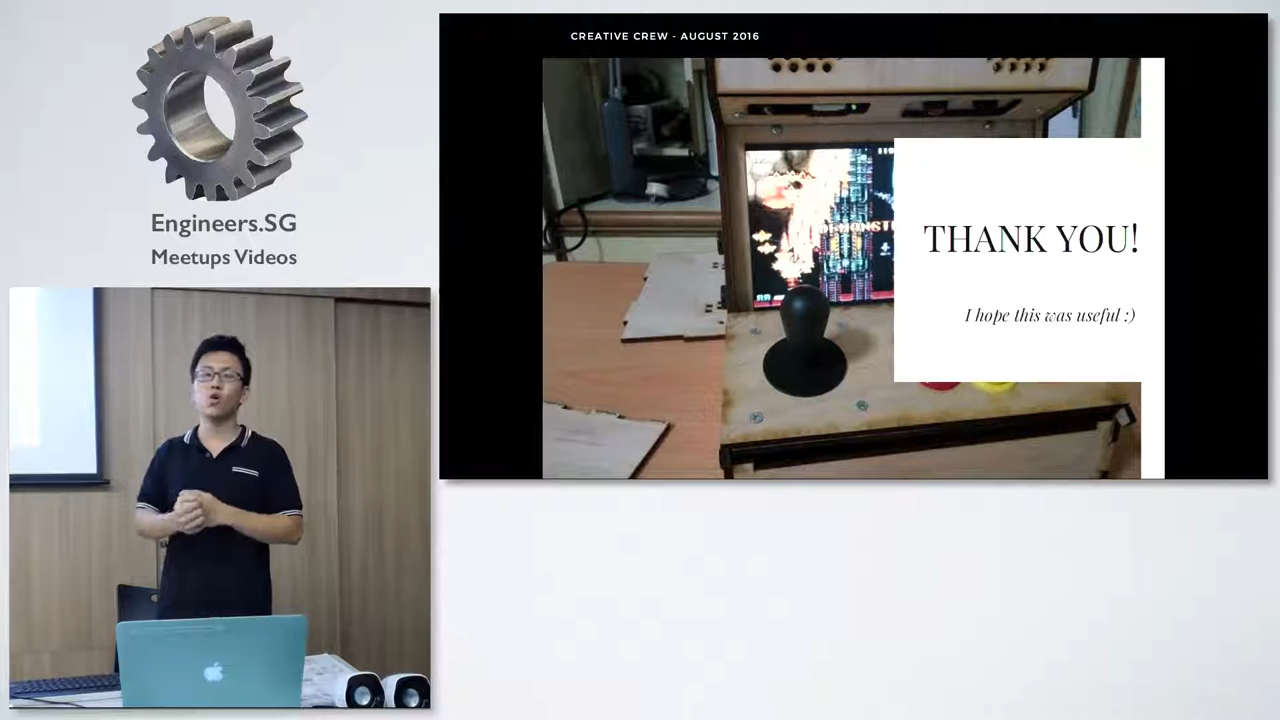 Engineers.SG
Meetups Videos
CREATIVE CREW - AUGUST 2016
THANK YOU!
I hope this was useful :)